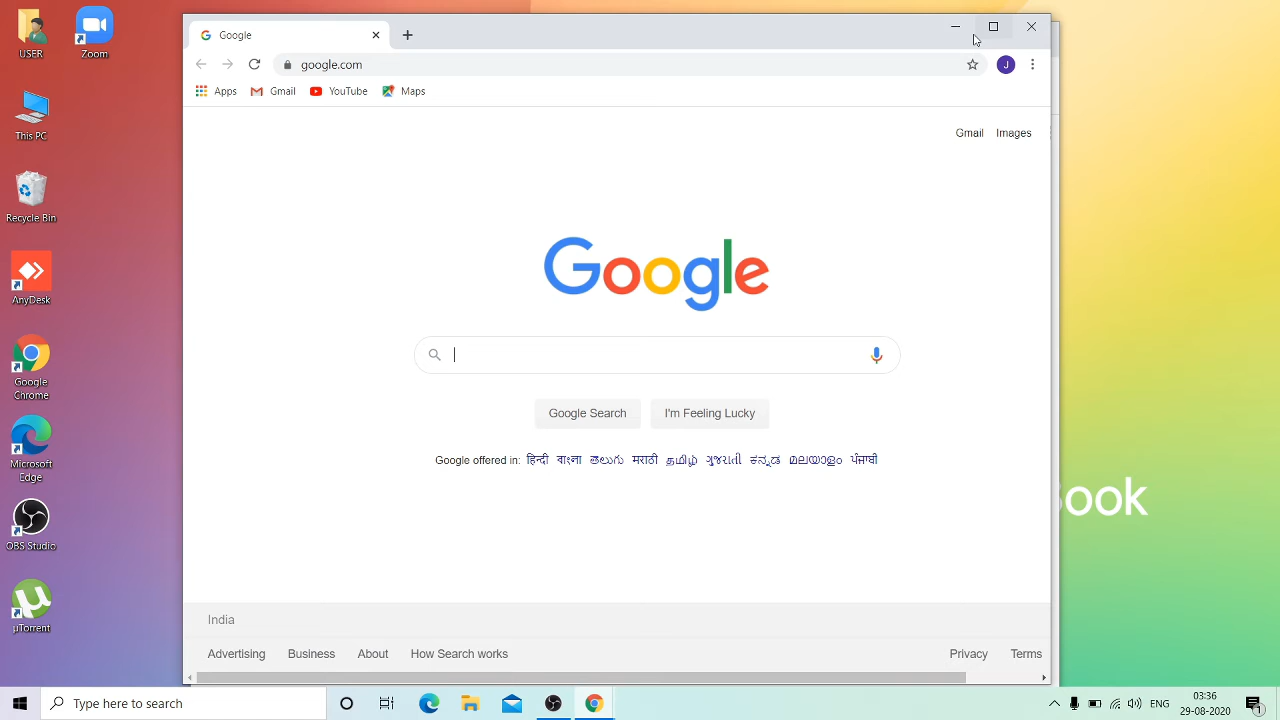 USER
Zoom
This PC
Recycle Bin
AnyDesk
Google
Chrome
Microsoft
Edge
OBS Studio
µTorrent
Google
google.com
J
Apps
Gmail
YouTube
Maps
Gmail
Images
Google
Google Search
I'm Feeling Lucky
Google offered in: हिन्दी বাংলা తెలుగు मराठी தமிழ் ગુજરાતી ಕನ್ನಡ മലയാളം ਪੰਜਾਬੀ
India
Advertising
Business
About
How Search works
Privacy
Terms
Book
Type here to search
ENG
03:36
29-08-2020
1